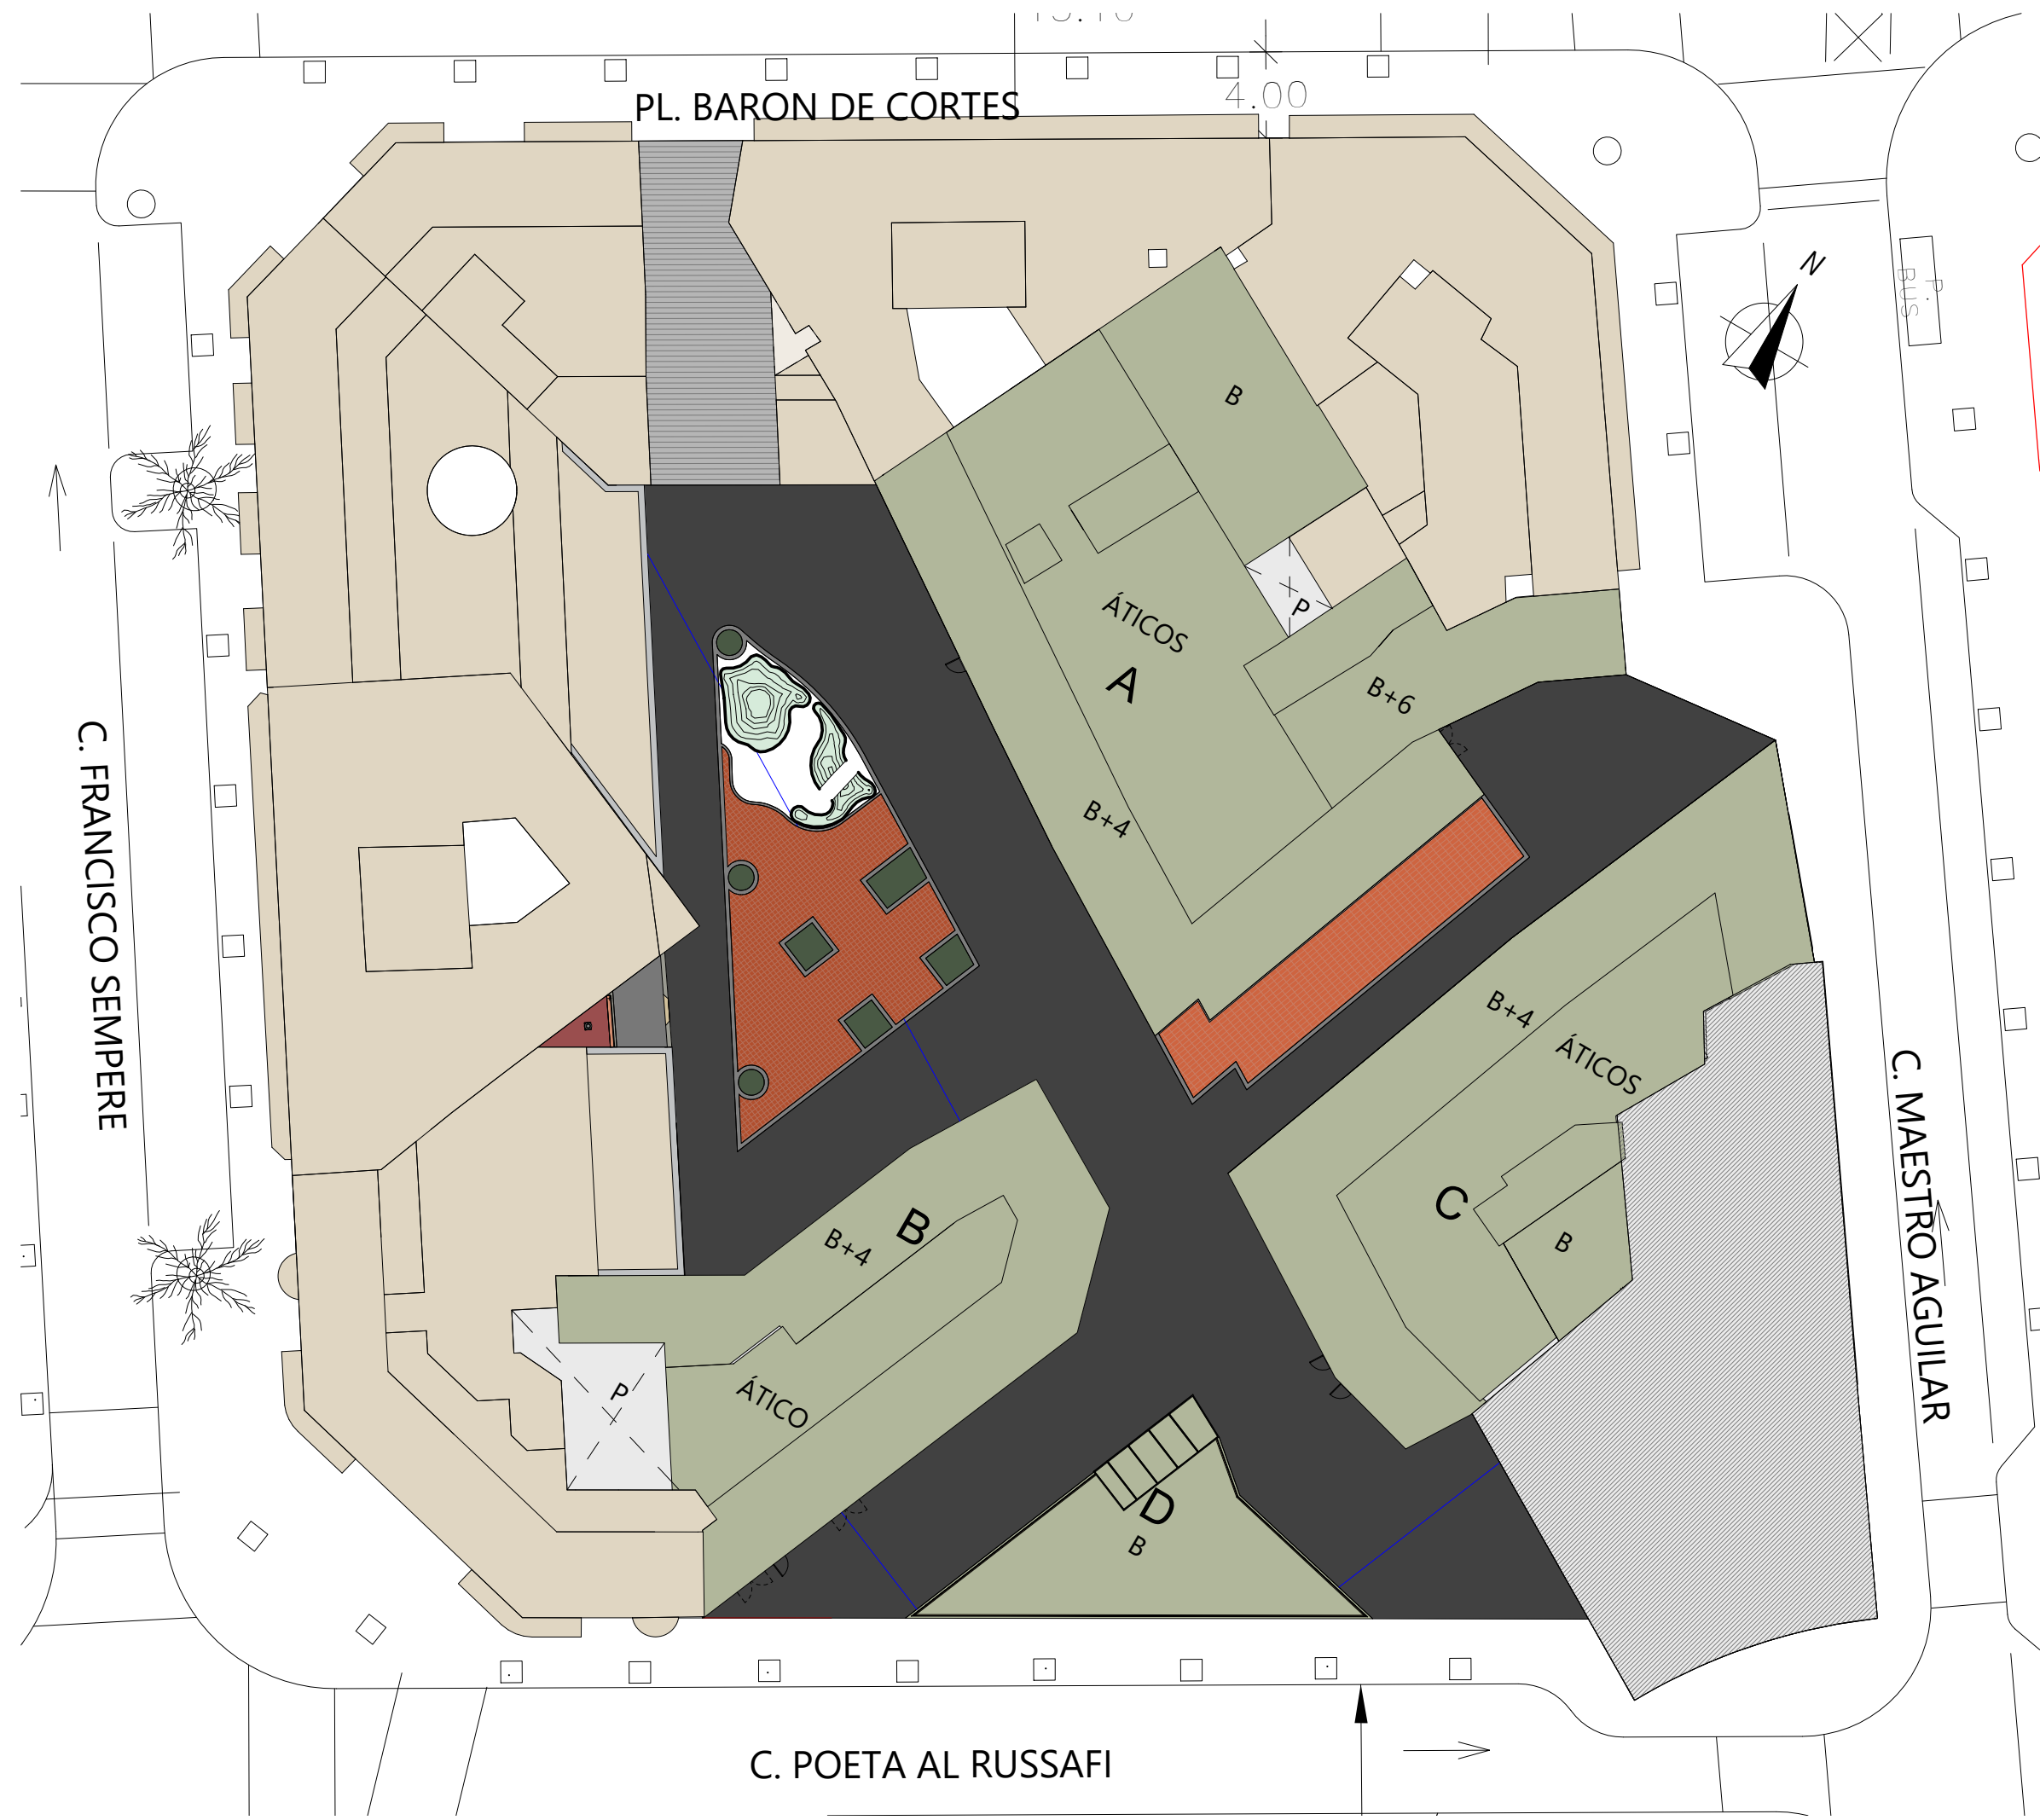 PL. BARON DE CORTES
4.00
N
P.
BUS
B
P
ÁTICOS
A
B+6
B+4
C. FRANCISCO SEMPERE
B+4
ÁTICOS
C. MAESTRO AGUILAR
C
B
B
B+4
P
ÁTICO
D
B
C. POETA AL RUSSAFI